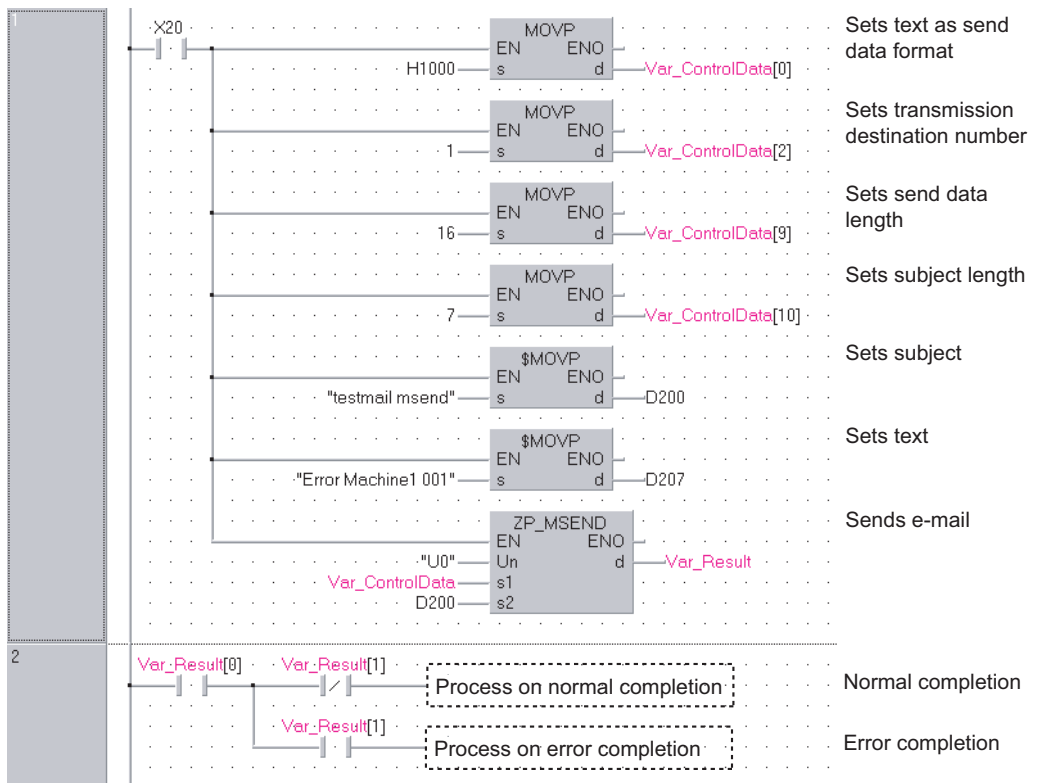 1
X20
MOVP
EN ENO
H1000 s d Var_ControlData[0]
Sets text as send
data format
MOVP
EN ENO
1 s d Var_ControlData[2]
Sets transmission
destination number
MOVP
EN ENO
16 s d Var_ControlData[9]
Sets send data
length
MOVP
EN ENO
7 s d Var_ControlData[10]
Sets subject length
$MOVP
EN ENO
"testmail msend" s d D200
Sets subject
$MOVP
EN ENO
"Error Machine1 001" s d D207
Sets text
ZP_MSEND
EN ENO
"U0" Un d Var_Result
Var_ControlData s1
D200 s2
Sends e-mail
2
Var_Result[0] Var_Result[1]
Process on normal completion
Normal completion
Var_Result[1]
Process on error completion
Error completion